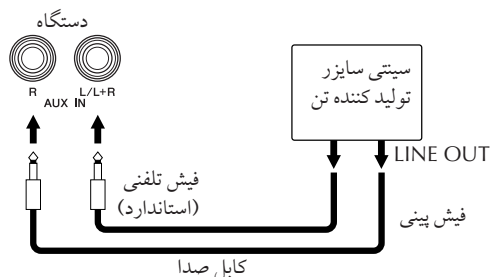 دستگاه
R
L/L+R
AUX IN
سینتی سایزر
تولید کننده تن
LINE OUT
فیش تلفنی
(استاندارد)
فیش پینی
کابل صدا